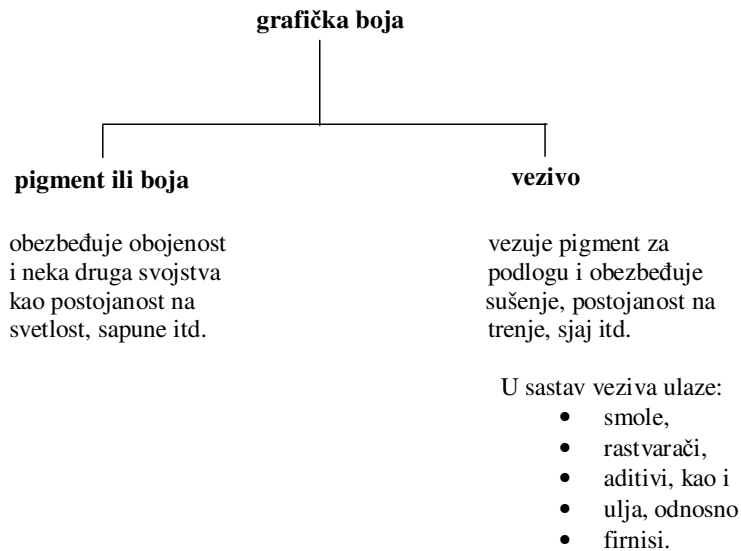 grafička boja
pigment ili boja
vezivo
obezbeđuje obojenost
i neka druga svojstva
kao postojanost na
svetlost, sapune itd.
vezuje pigment za
podlogu i obezbeđuje
sušenje, postojanost na
trenje, sjaj itd.
U sastav veziva ulaze:
• smole,
• rastvarači,
• aditivi, kao i
• ulja, odnosno
• firnisi.